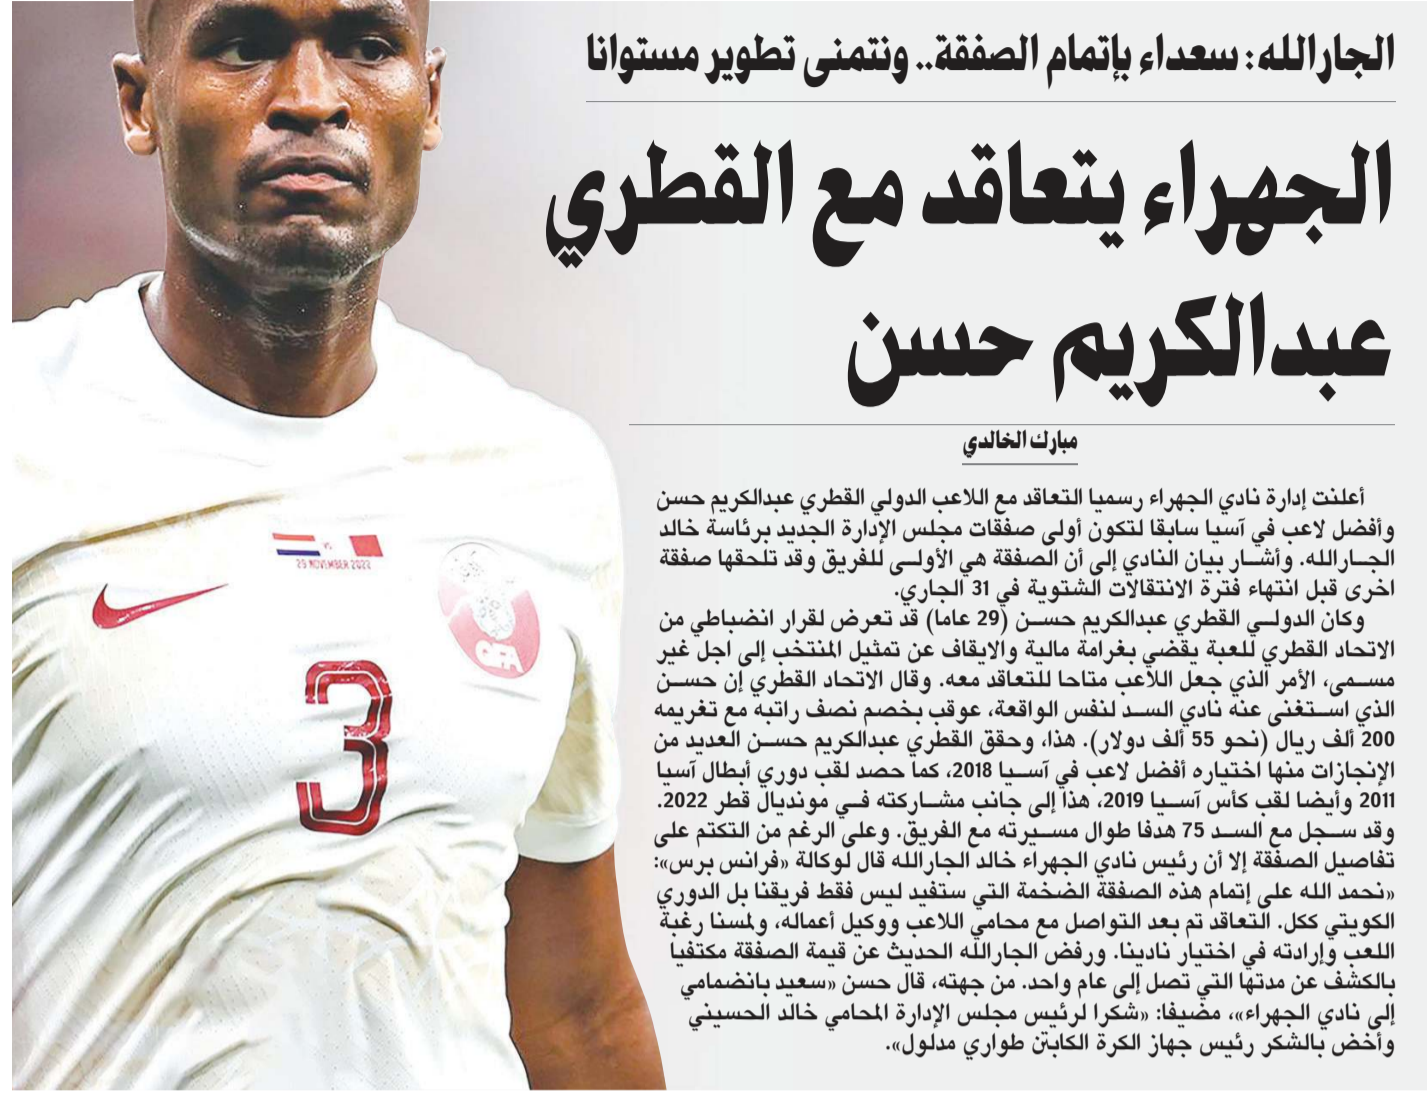 الجارالله: سعداء بإتمام الصفقة.. ونتمنى تطوير مستوانا
الجهراء يتعاقد مع القطري
عبدالكريم حسن
مبارك الخالدي
أعلنت إدارة نادي الجهراء رسميا التعاقد مع اللاعب الدولي القطري عبدالكريم حسن
وأفضل لاعب في آسيا سابقا لتكون أولى صفقات مجلس الإدارة الجديد برئاسة خالد
الجارالله. وأشار بيان النادي إلى أن الصفقة هي الأولى للفريق وقد تلحقها صفقة
اخرى قبل انتهاء فترة الانتقالات الشتوية في 31 الجاري.
وكان الدولي القطري عبدالكريم حسن (29 عاما) قد تعرض لقرار انضباطي من
الاتحاد القطري للعبة يقضي بغرامة مالية والايقاف عن تمثيل المنتخب إلى اجل غير
مسمى، الأمر الذي جعل اللاعب متاحا للتعاقد معه. وقال الاتحاد القطري إن حسن
الذي استغنى عنه نادي السد لنفس الواقعة، عوقب بخصم نصف راتبه مع تغريمه
200 ألف ريال (نحو 55 ألف دولار). هذا، وحقق القطري عبدالكريم حسن العديد من
الإنجازات منها اختياره أفضل لاعب في آسيا 2018، كما حصد لقب دوري أبطال آسيا
2011 وأيضا لقب كأس آسيا 2019، هذا إلى جانب مشاركته في مونديال قطر 2022.
وقد سجل مع السد 75 هدفا طوال مسيرته مع الفريق. وعلى الرغم من التكتم على
تفاصيل الصفقة إلا أن رئيس نادي الجهراء خالد الجارالله قال لوكالة «فرانس برس»:
«نحمد الله على إتمام هذه الصفقة الضخمة التي ستفيد ليس فقط فريقنا بل الدوري
الكويتي ككل. التعاقد تم بعد التواصل مع محامي اللاعب ووكيل أعماله، ولمسنا رغبة
اللعب وإرادته في اختيار نادينا. ورفض الجارالله الحديث عن قيمة الصفقة مكتفيا
بالكشف عن مدتها التي تصل إلى عام واحد. من جهته، قال حسن «سعيد بانضمامي
إلى نادي الجهراء»، مضيفا: «شكرا لرئيس مجلس الإدارة المحامي خالد الحسيني
وأخض بالشكر رئيس جهاز الكرة الكابتن طواري مدلول».
VS
29 NOVEMBER 2022
QFA
3